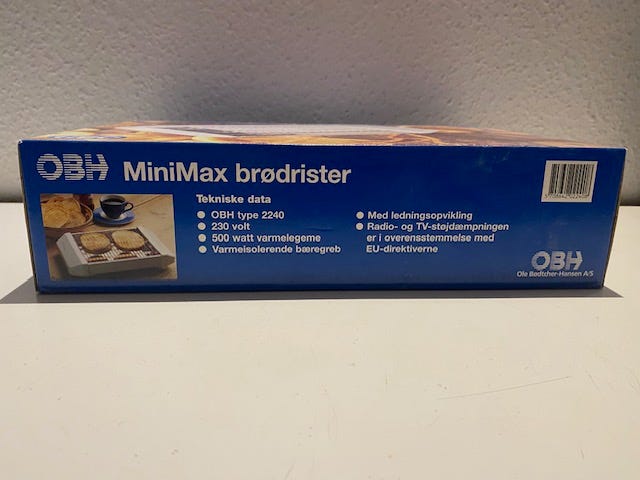 OBH MiniMax brødrister
Tekniske data
● OBH type 2240
● 230 volt
● 500 watt varmelegeme
● Varmeisolerende bæregreb
● Med ledningsopvikling
● Radio- og TV-støjdæmpningen
er i overensstemmelse med
EU-direktiverne
OBH
Ole Bødtcher-Hansen A/S